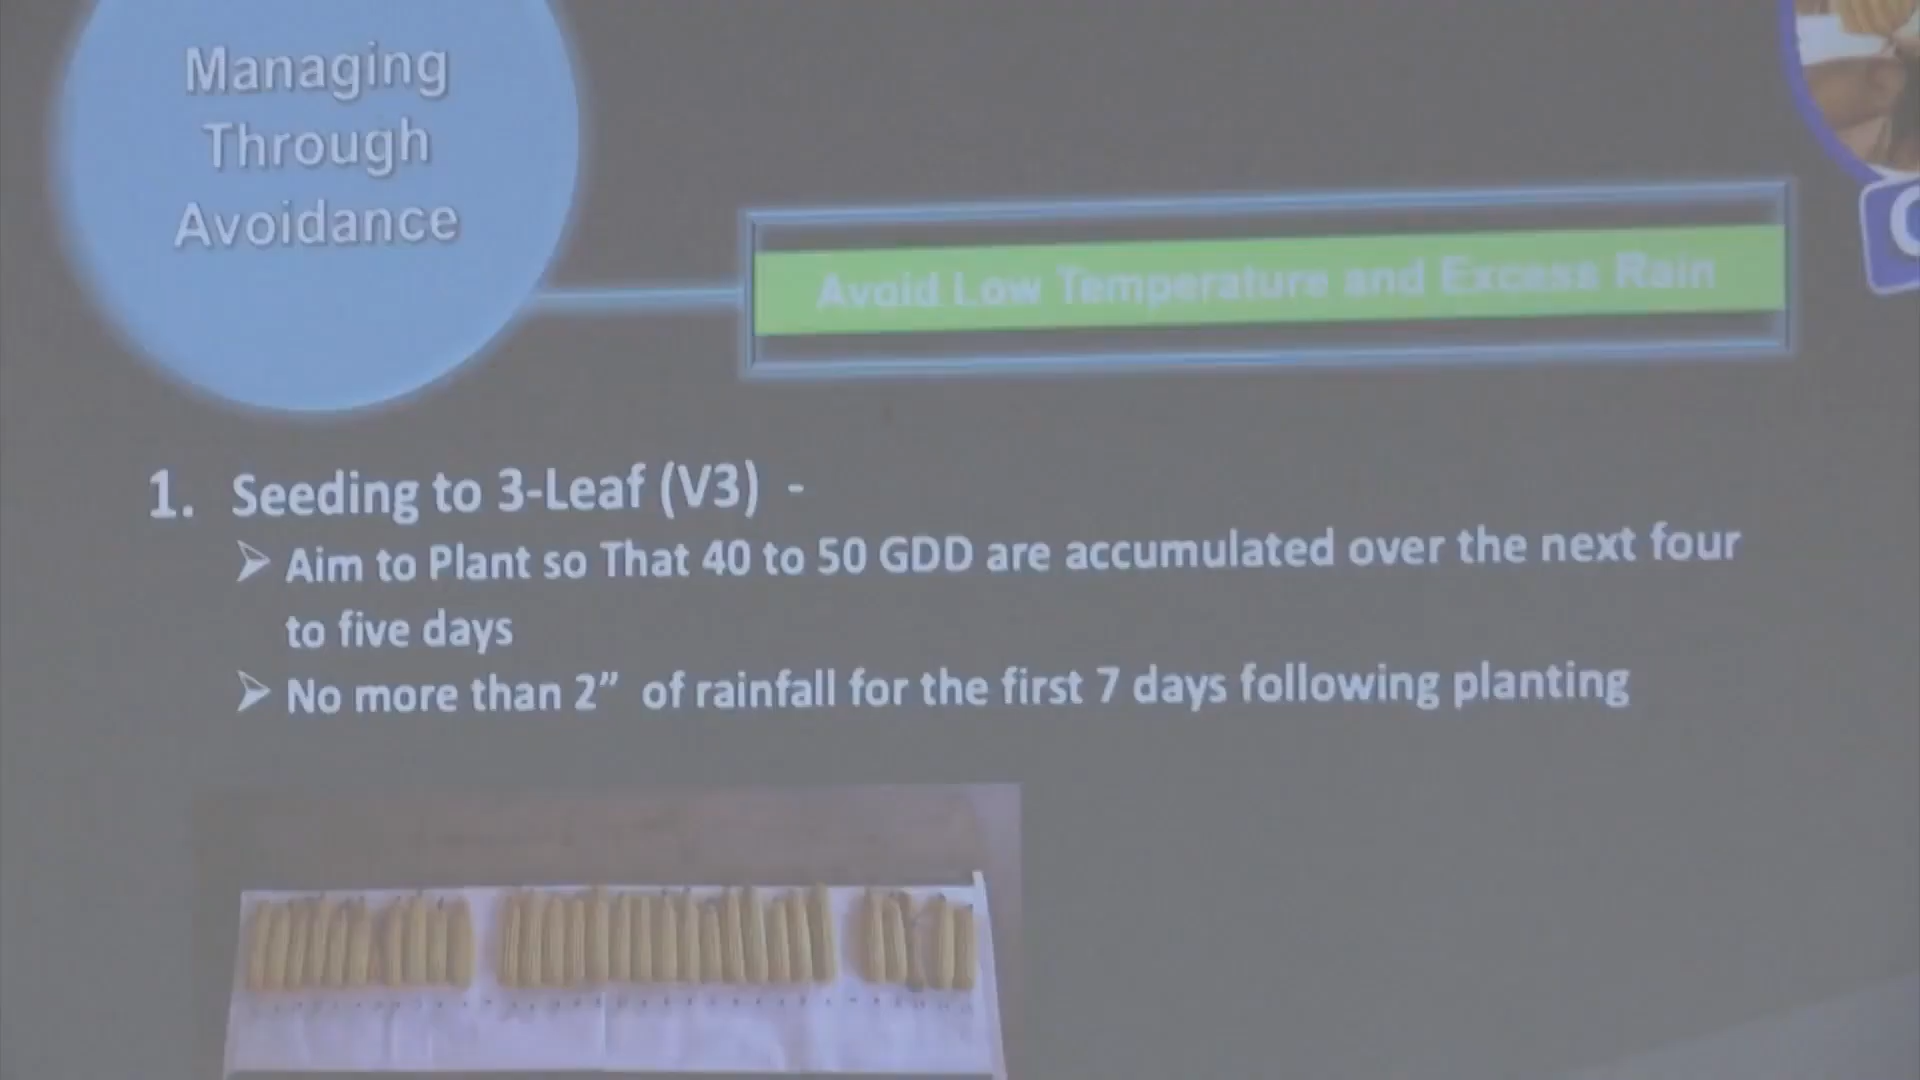 Managing
Through
Avoidance
Avoid Low Temperature and Excess Rain
1. Seeding to 3-Leaf (V3) -
➢ Aim to Plant so That 40 to 50 GDD are accumulated over the next four
to five days
➢ No more than 2” of rainfall for the first 7 days following planting